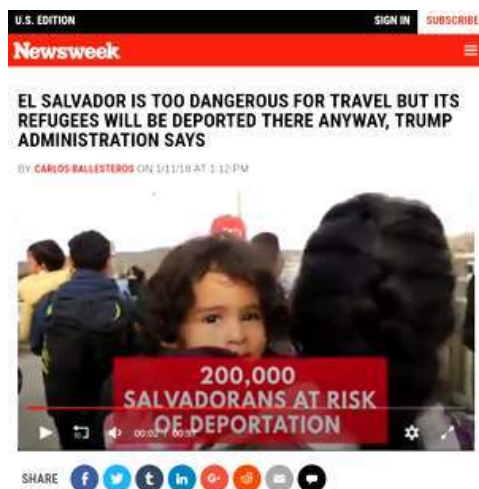 U.S. EDITION
SIGN IN SUBSCRIBE
Newsweek
EL SALVADOR IS TOO DANGEROUS FOR TRAVEL BUT ITS
REFUGEES WILL BE DEPORTED THERE ANYWAY, TRUMP
ADMINISTRATION SAYS
BY CARLOS BALLESTEROS ON 1/11/18 AT 1:12 PM
200,000
SALVADORANS AT RISK
OF DEPORTATION
00:02
SHARE